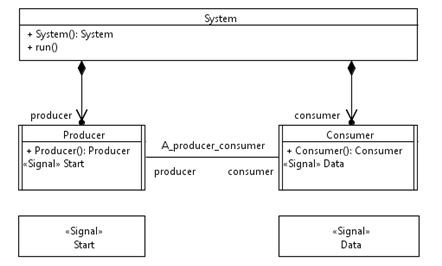 System
+ System(): System
+ run()
producer
consumer
Producer
+ Producer(): Producer
«Signal» Start
A_producer_consumer
producer
consumer
Consumer
+ Consumer(): Consumer
«Signal» Data
«Signal»
Start
«Signal»
Data